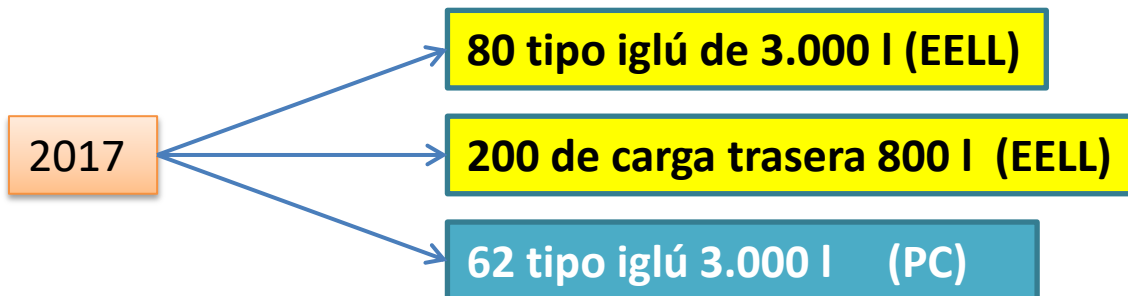 80 tipo iglú de 3.000 l (EELL)
2017
200 de carga trasera 800 l (EELL)
62 tipo iglú 3.000 l (PC)